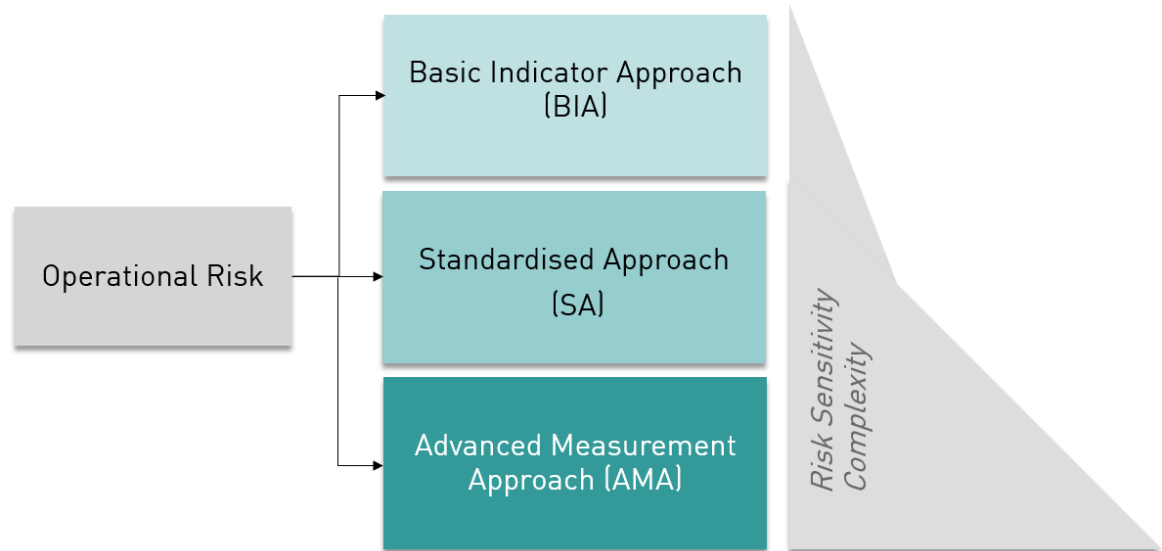 Basic Indicator Approach
(BIA)
Operational Risk
Standardised Approach
(SA)
Advanced Measurement
Approach (AMA)
Risk Sensitivity
Complexity